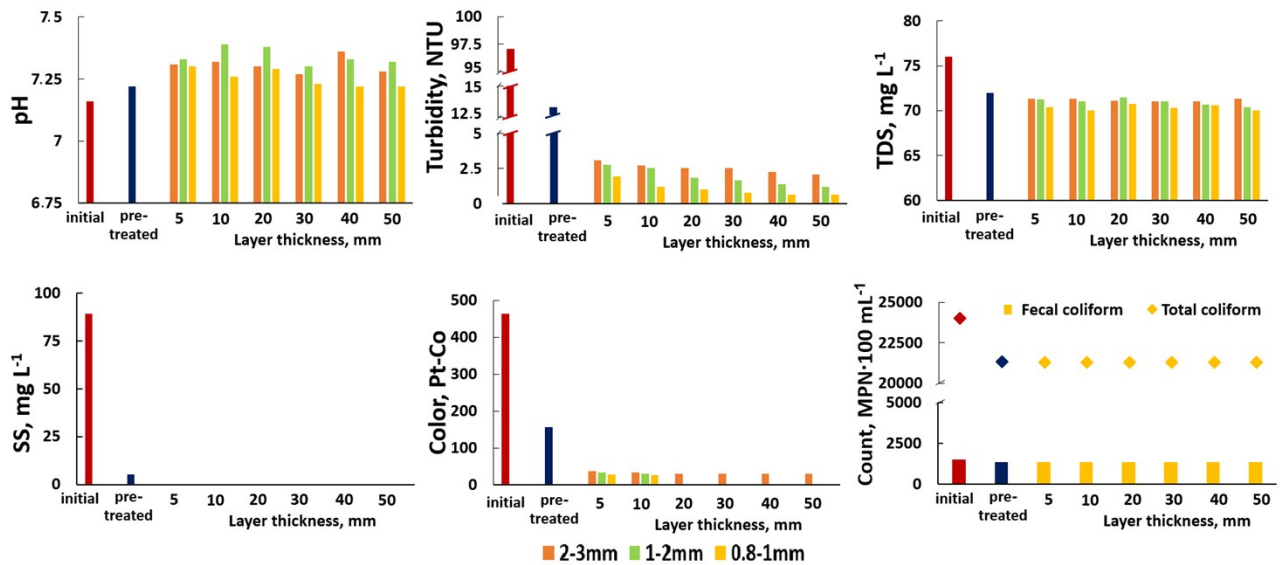 pH
7.5
7.25
7
6.75
initial
pre-
treated
5 10 20 30 40 50
Layer thickness, mm
Turbidity, NTU
100
97.5
95
15
12.5
5
2.5
0
initial
pre-
treated
5 10 20 30 40 50
Layer thickness, mm
TDS, mg L⁻¹
80
75
70
65
60
initial
pre-
treated
5 10 20 30 40 50
Layer thickness, mm
SS, mg L⁻¹
100
75
50
25
0
initial
pre-
treated
5 10 20 30 40 50
Layer thickness, mm
Color, Pt-Co
500
400
300
200
100
0
initial
pre-
treated
5 10 20 30 40 50
Layer thickness, mm
Count, MPN·100 mL⁻¹
25000
22500
20000
5000
2500
0
Fecal coliform Total coliform
initial
pre-
treated
5 10 20 30 40 50
Layer thickness, mm
2-3mm 1-2mm 0.8-1mm